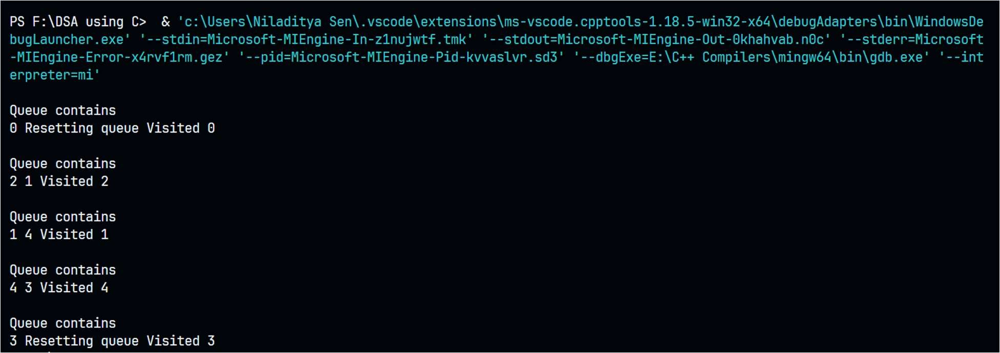 PS F:\DSA using C>  & 'c:\Users\Niladitya Sen\.vscode\extensions\ms-vscode.cpptools-1.18.5-win32-x64\debugAdapters\bin\WindowsDe
bugLauncher.exe' '--stdin=Microsoft-MIEngine-In-z1nujwtf.tmk' '--stdout=Microsoft-MIEngine-Out-0khahvab.n0c' '--stderr=Microsoft
-MIEngine-Error-x4rvf1rm.gez' '--pid=Microsoft-MIEngine-Pid-kvvaslvr.sd3' '--dbgExe=E:\C++ Compilers\mingw64\bin\gdb.exe' '--int
erpreter=mi'
Queue contains
0 Resetting queue Visited 0
Queue contains
2 1 Visited 2
Queue contains
1 4 Visited 1
Queue contains
4 3 Visited 4
Queue contains
3 Resetting queue Visited 3